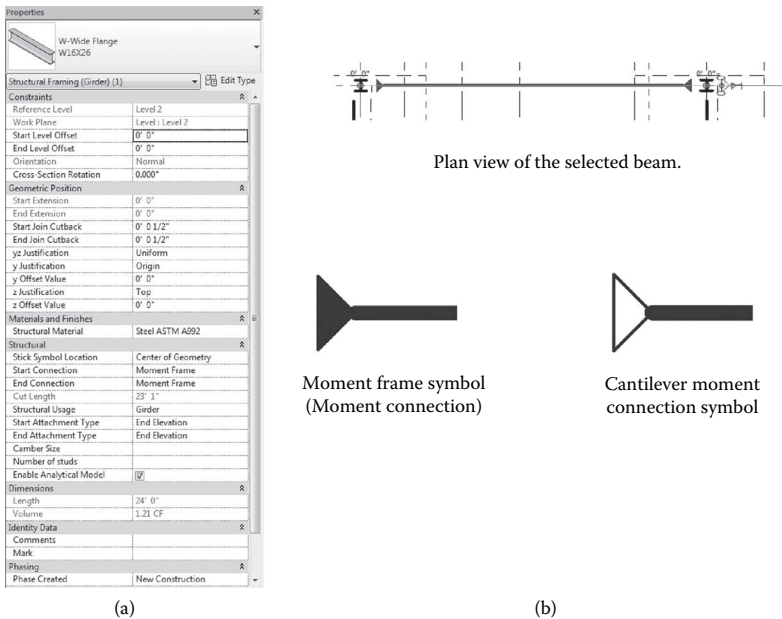 Properties
W-Wide Flange
W16X26
Structural Framing (Girder) (1) Edit Type
Constraints
Reference Level Level 2
Work Plane Level : Level 2
Start Level Offset 0' 0"
End Level Offset 0' 0"
Orientation Normal
Cross-Section Rotation 0.000°
Geometric Position
Start Extension 0' 0"
End Extension 0' 0"
Start Join Cutback 0' 0 1/2"
End Join Cutback 0' 0 1/2"
yz Justification Uniform
y Justification Origin
y Offset Value 0' 0"
z Justification Top
z Offset Value 0' 0"
Materials and Finishes
Structural Material Steel ASTM A992
Structural
Stick Symbol Location Center of Geometry
Start Connection Moment Frame
End Connection Moment Frame
Cut Length 23' 1"
Structural Usage Girder
Start Attachment Type End Elevation
End Attachment Type End Elevation
Camber Size
Number of studs
Enable Analytical Model
Dimensions
Length 24' 0"
Volume 1.21 CF
Identity Data
Comments
Mark
Phasing
Phase Created New Construction
(a)
0' 0" 0' 0"
Plan view of the selected beam.
Moment frame symbol
(Moment connection)
Cantilever moment
connection symbol
(b)